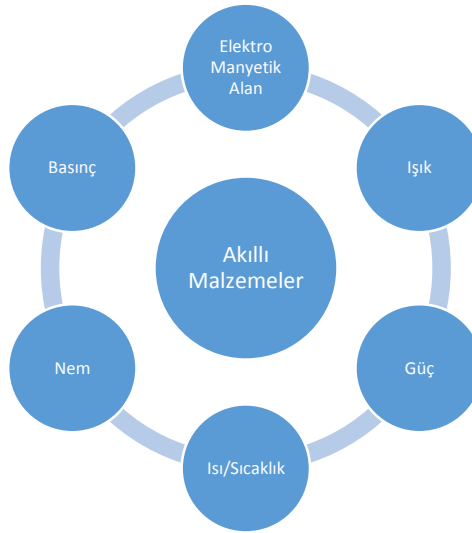 Elektro
Manyetik
Alan
Basınç
Işık
Akıllı
Malzemeler
Nem
Güç
Isı/Sıcaklık